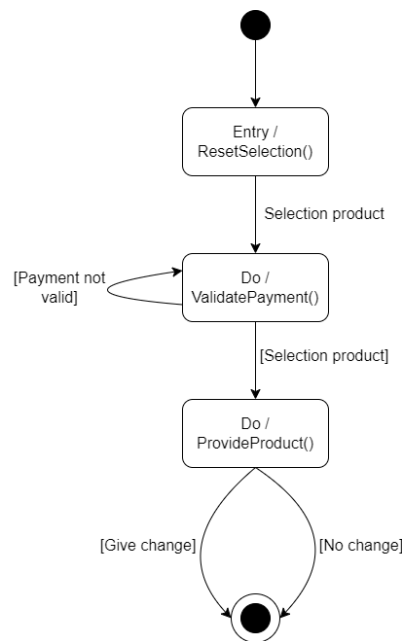 Entry /
ResetSelection()
Selection product
[Payment not
valid]
Do /
ValidatePayment()
[Selection product]
Do /
ProvideProduct()
[Give change]
[No change]